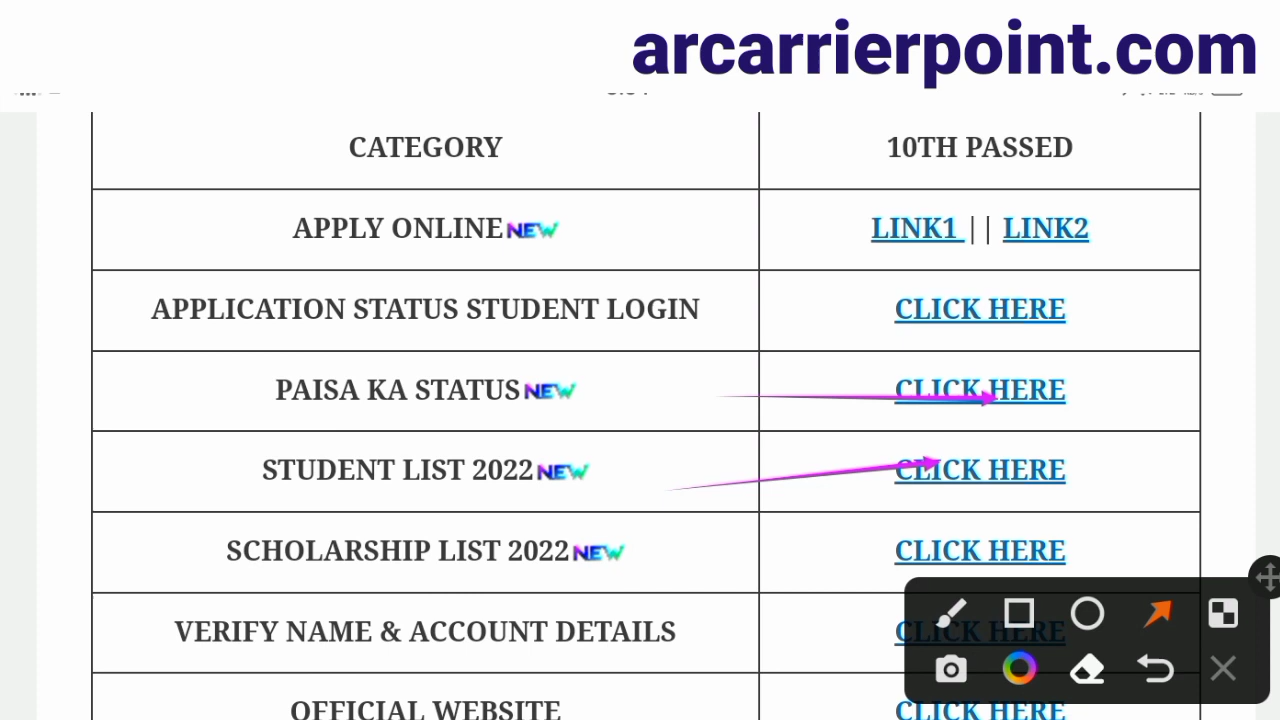 arcarrierpoint.com
CATEGORY 10TH PASSED
APPLY ONLINE NEW LINK1 || LINK2
APPLICATION STATUS STUDENT LOGIN CLICK HERE
PAISA KA STATUS NEW CLICK HERE
STUDENT LIST 2022 NEW CLICK HERE
SCHOLARSHIP LIST 2022 NEW CLICK HERE
VERIFY NAME & ACCOUNT DETAILS CLICK HERE
OFFICIAL WEBSITE CLICK HERE